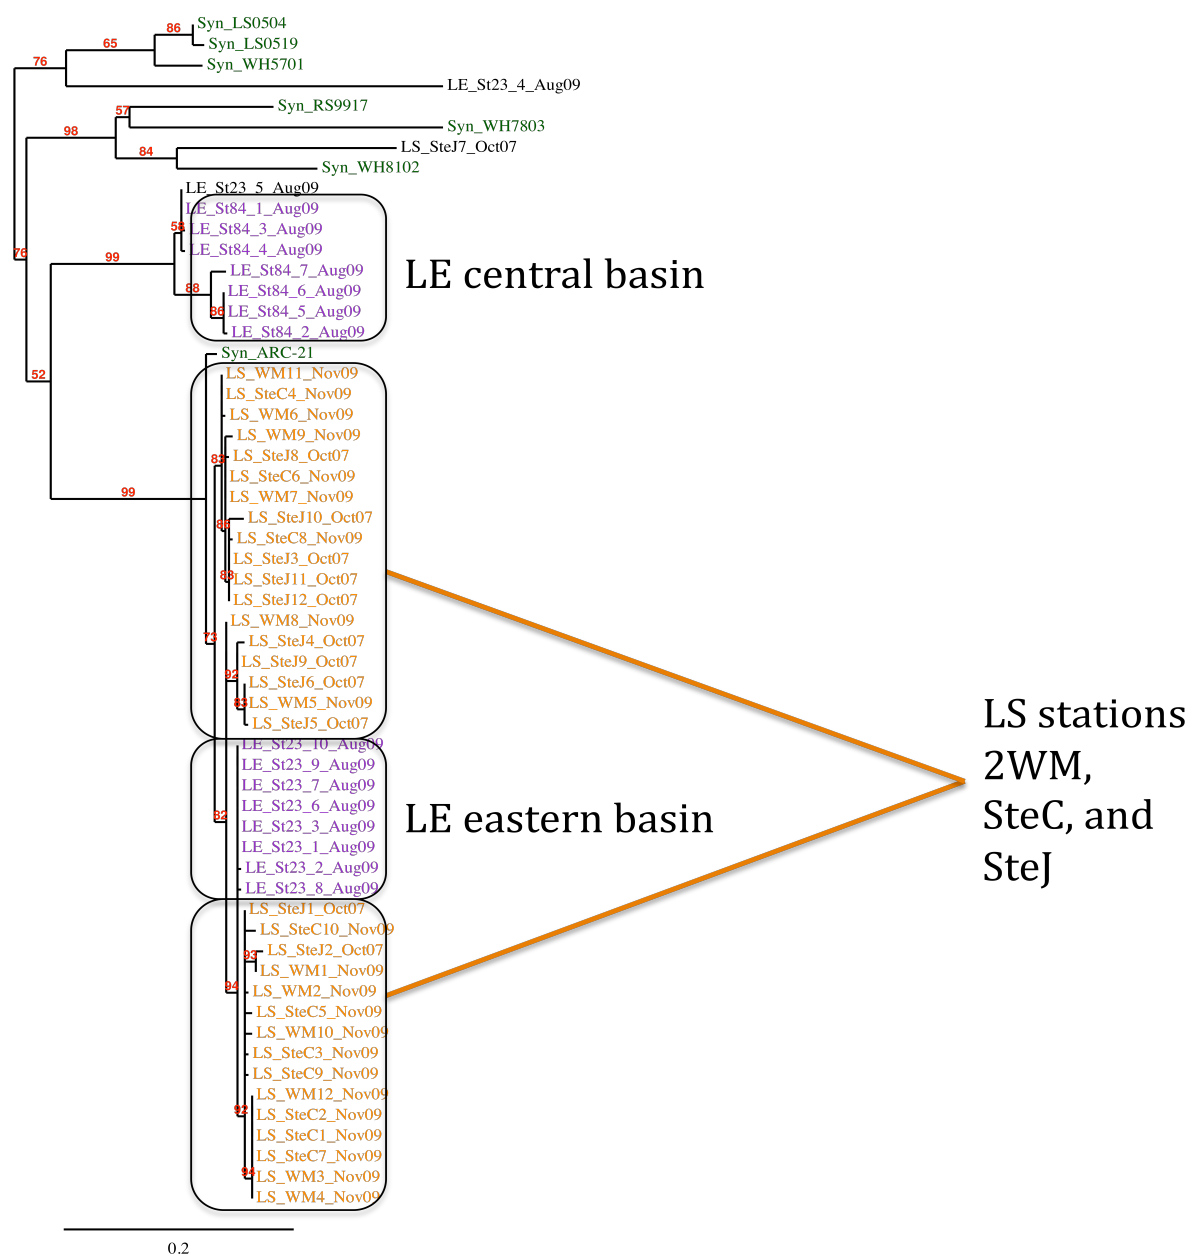 86
Syn_LS0504
65
Syn_LS0519
76
Syn_WH5701
LE_St23_4_Aug09
57
Syn_RS9917
98
Syn_WH7803
84
LS_SteJ7_Oct07
Syn_WH8102
LE_St23_5_Aug09
LE_St84_1_Aug09
58
LE_St84_3_Aug09
76
99
LE_St84_4_Aug09
LE_St84_7_Aug09
88
LE_St84_6_Aug09
86
LE_St84_5_Aug09
LE_St84_2_Aug09
LE central basin
Syn_ARC-21
52
LS_WM11_Nov09
LS_SteC4_Nov09
LS_WM6_Nov09
LS_WM9_Nov09
83
LS_SteJ8_Oct07
LS_SteC6_Nov09
99
LS_WM7_Nov09
LS_SteJ10_Oct07
LS_SteC8_Nov09
LS_SteJ3_Oct07
LS_SteJ11_Oct07
LS_SteJ12_Oct07
LS_WM8_Nov09
73
LS_SteJ4_Oct07
LS_SteJ9_Oct07
92
LS_SteJ6_Oct07
LS_WM5_Nov09
LS_SteJ5_Oct07
LE_St23_10_Aug09
LE_St23_9_Aug09
LE_St23_7_Aug09
LE_St23_6_Aug09
82
LE_St23_3_Aug09
LE_St23_1_Aug09
LE_St23_2_Aug09
LE_St23_8_Aug09
LE eastern basin
LS_SteJ1_Oct07
LS_SteC10_Nov09
93
LS_SteJ2_Oct07
LS_WM1_Nov09
94
LS_WM2_Nov09
LS_SteC5_Nov09
LS_WM10_Nov09
LS_SteC3_Nov09
LS_SteC9_Nov09
LS_WM12_Nov09
92
LS_SteC2_Nov09
LS_SteC1_Nov09
LS_SteC7_Nov09
94
LS_WM3_Nov09
LS_WM4_Nov09
LS stations
2WM,
SteC, and
SteJ
0.2